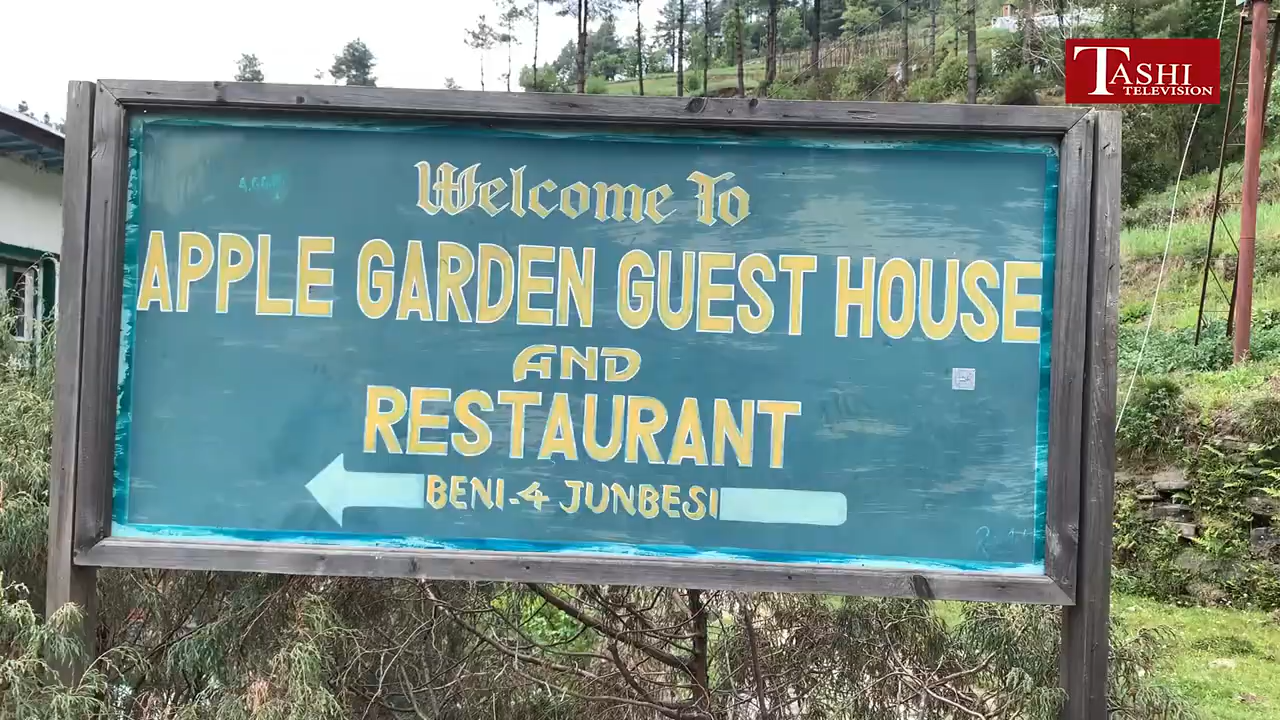 TASHI
TELEVISION
Welcome To
APPLE GARDEN GUEST HOUSE
AND
RESTAURANT
BENI-4 JUNBESI